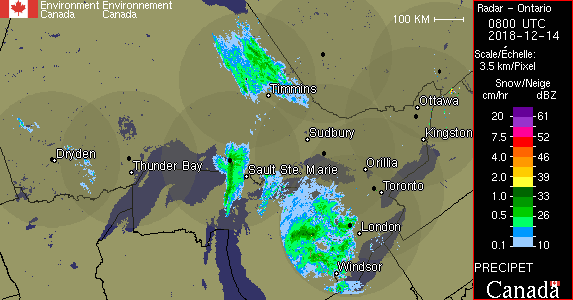 Environment Environnement
Canada Canada
100 KM
Timmins
Ottawa
Sudbury
Kingston
Dryden
Thunder Bay
Sault Ste. Marie
Orillia
Toronto
London
Windsor
Radar - Ontario
0800 UTC
2018-12-14
Scale/Échelle:
3.5 km/Pixel
Snow/Neige
cm/hr dBZ
20 61
7.5 52
4.0 46
2.0 39
1.0 33
0.5 26
0.1 10
PRECIPET
Canada